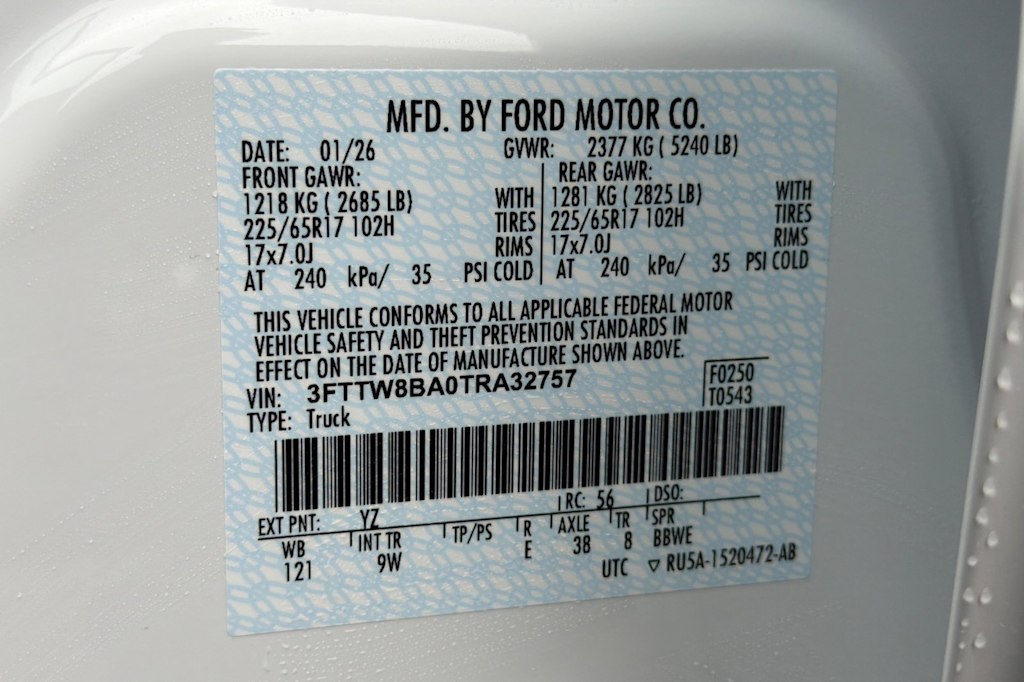 MFD. BY FORD MOTOR CO.
DATE: 01/26 GVWR: 2377 KG ( 5240 LB)
FRONT GAWR: REAR GAWR:
1218 KG ( 2685 LB) WITH 1281 KG ( 2825 LB) WITH
225/65R17 102H TIRES 225/65R17 102H TIRES
17x7.0J RIMS 17x7.0J RIMS
AT 240 kPa/ 35 PSI COLD AT 240 kPa/ 35 PSI COLD
THIS VEHICLE CONFORMS TO ALL APPLICABLE FEDERAL MOTOR
VEHICLE SAFETY AND THEFT PREVENTION STANDARDS IN
EFFECT ON THE DATE OF MANUFACTURE SHOWN ABOVE.
VIN: 3FTTW8BA0TRA32757 F0250
TYPE: Truck T0543
EXT PNT: YZ RC: 56 DSO:
WB INT TR TP/PS R AXLE TR SPR
121 9W E 38 8 BBWE
UTC ▽ RU5A-1520472-AB